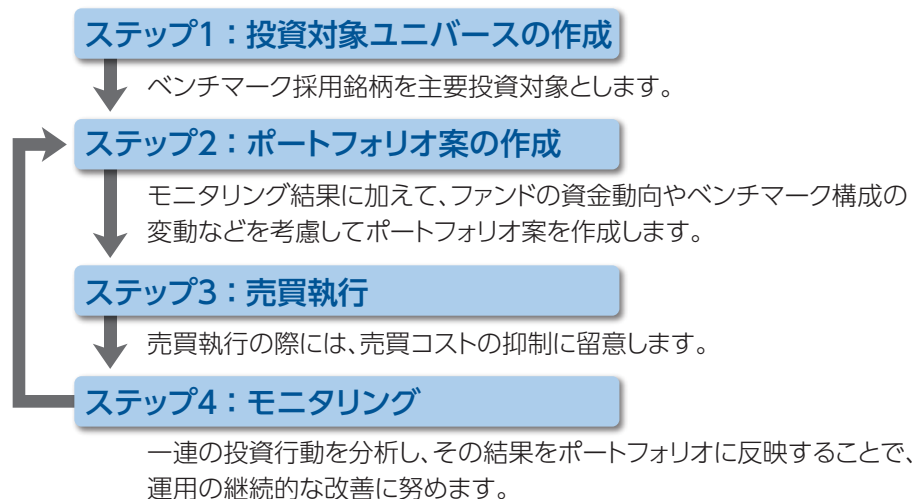 ステップ1：投資対象ユニバースの作成
ベンチマーク採用銘柄を主要投資対象とします。
ステップ2：ポートフォリオ案の作成
モニタリング結果に加えて、ファンドの資金動向やベンチマーク構成の
変動などを考慮してポートフォリオ案を作成します。
ステップ3：売買執行
売買執行の際には、売買コストの抑制に留意します。
ステップ4：モニタリング
一連の投資行動を分析し、その結果をポートフォリオに反映することで、
運用の継続的な改善に努めます。